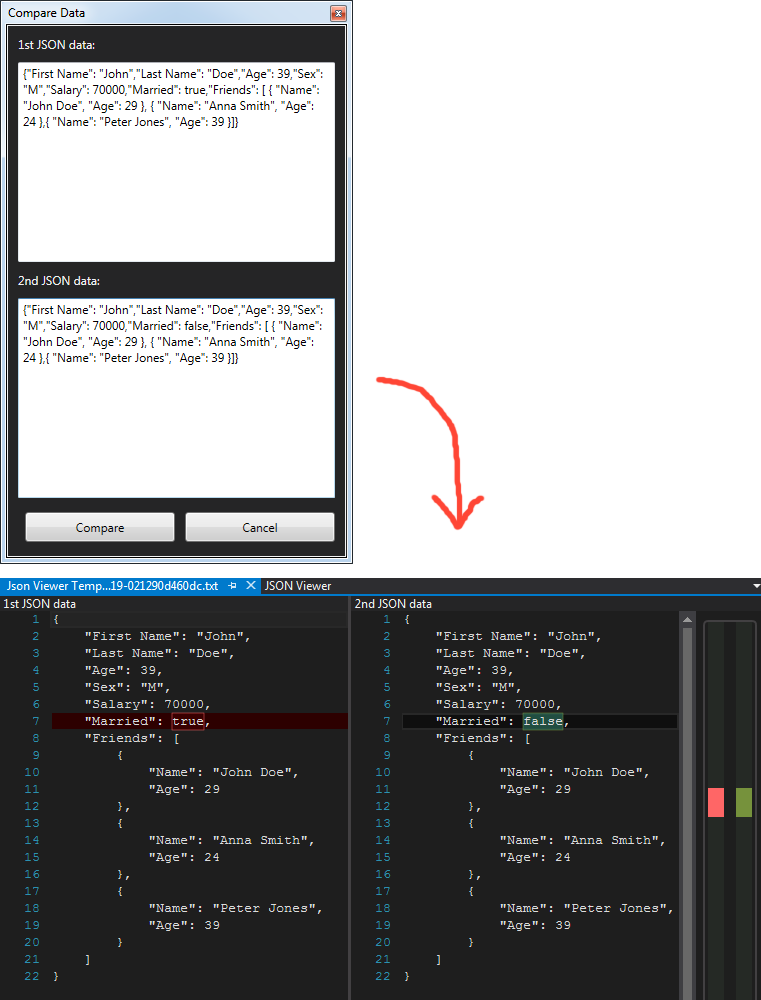 Compare Data
1st JSON data:
{"First Name": "John","Last Name": "Doe","Age": 39,"Sex":
"M","Salary": 70000,"Married": true,"Friends": [ { "Name":
"John Doe", "Age": 29 }, { "Name": "Anna Smith", "Age":
24 },{ "Name": "Peter Jones", "Age": 39 }]}
2nd JSON data:
{"First Name": "John","Last Name": "Doe","Age": 39,"Sex":
"M","Salary": 70000,"Married": false,"Friends": [ { "Name":
"John Doe", "Age": 29 }, { "Name": "Anna Smith", "Age":
24 },{ "Name": "Peter Jones", "Age": 39 }]}
Compare Cancel
Json Viewer Temp...19-021290d460dc.txt JSON Viewer
1st JSON data
1 {
2 "First Name": "John",
3 "Last Name": "Doe",
4 "Age": 39,
5 "Sex": "M",
6 "Salary": 70000,
7 "Married": true,
8 "Friends": [
9 {
10 "Name": "John Doe",
11 "Age": 29
12 },
13 {
14 "Name": "Anna Smith",
15 "Age": 24
16 },
17 {
18 "Name": "Peter Jones",
19 "Age": 39
20 }
21 ]
22 }
2nd JSON data
1 {
2 "First Name": "John",
3 "Last Name": "Doe",
4 "Age": 39,
5 "Sex": "M",
6 "Salary": 70000,
7 "Married": false,
8 "Friends": [
9 {
10 "Name": "John Doe",
11 "Age": 29
12 },
13 {
14 "Name": "Anna Smith",
15 "Age": 24
16 },
17 {
18 "Name": "Peter Jones",
19 "Age": 39
20 }
21 ]
22 }